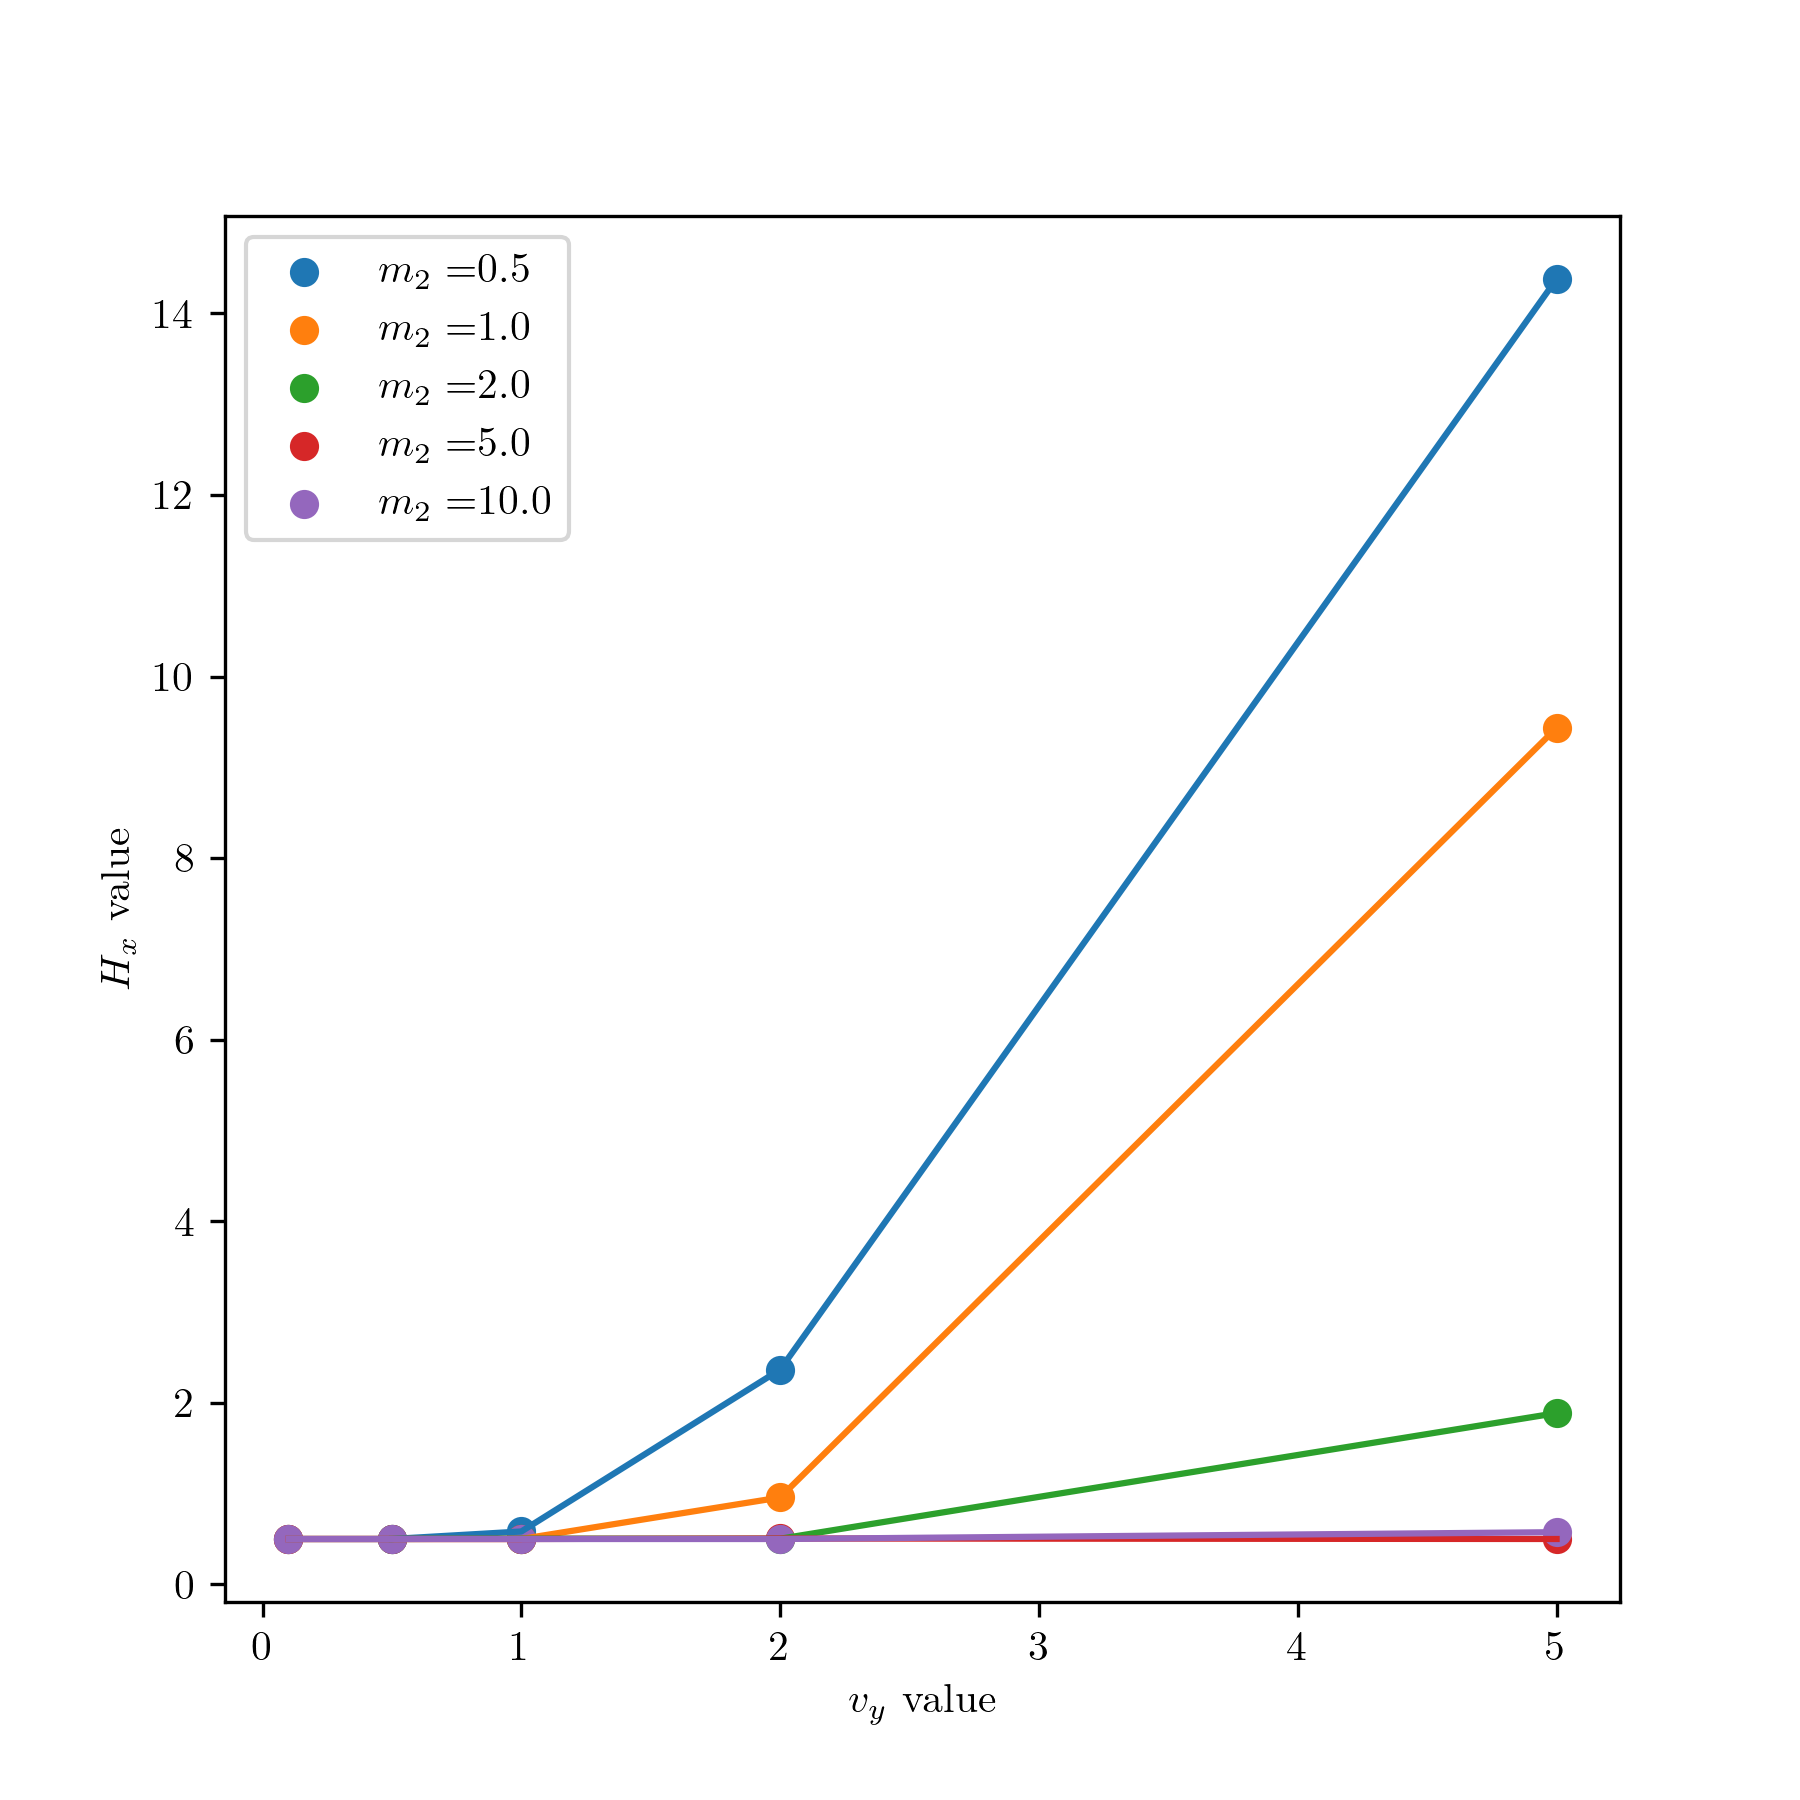 m₂ =0.5
m₂ =1.0
m₂ =2.0
m₂ =5.0
m₂ =10.0
14
12
10
8
6
4
2
0
Hₓ value
0 1 2 3 4 5
v_y value